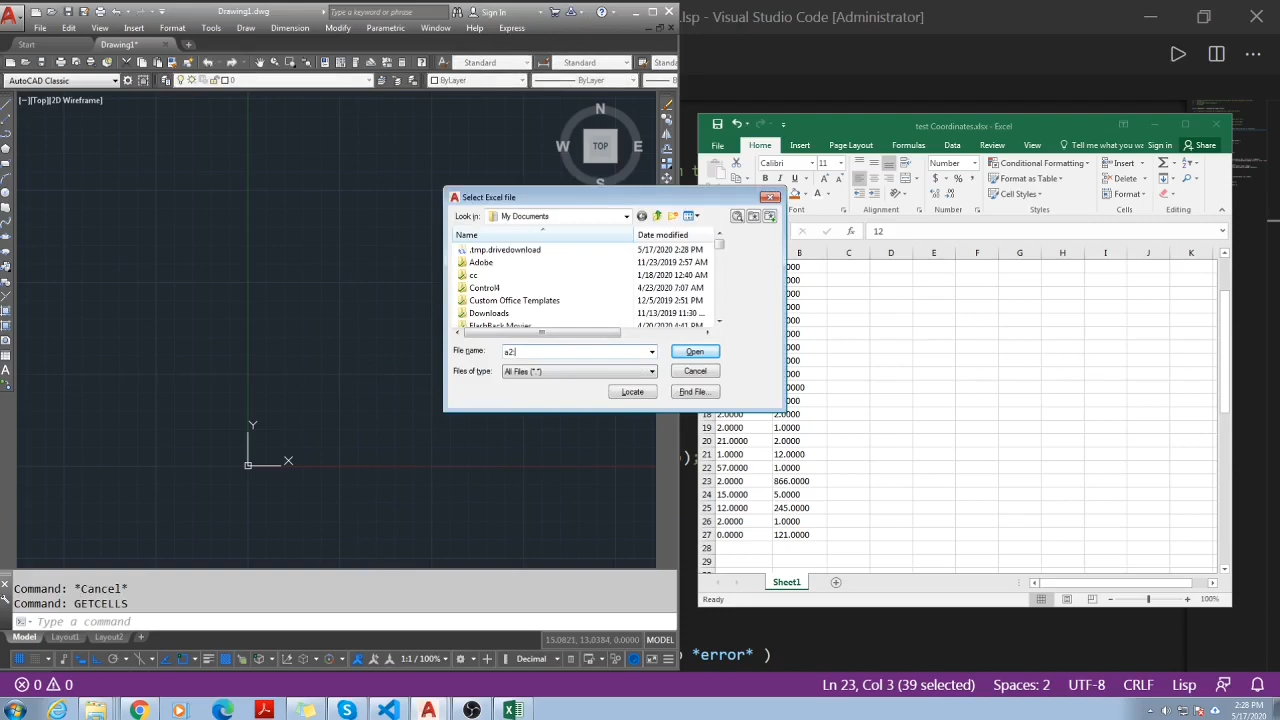 Drawing1.dwg
Type a keyword or phrase
Sign In
.lsp - Visual Studio Code [Administrator]
File Edit View Insert Format Tools Draw Dimension Modify Parametric Window Help Express
Start Drawing1*
Standard Standard
AutoCAD Classic 0 ByLayer ByLayer
[−][Top][2D Wireframe]
N
W TOP E
S
test Coordinates.xlsx - Excel
File Home Insert Page Layout Formulas Data Review View Tell me what you wa Sign in Share
Calibri 11 Number
B I U
Conditional Formatting
Format as Table
Cell Styles
Insert
Delete
Format
Font Alignment Number Styles Cells Editing
12
B C D E F G H I J K
Select Excel file
Look in: My Documents
Name Date modified
.tmp.drivedownload 5/17/2020 2:28 PM
Adobe 11/23/2019 2:57 AM
cc 1/18/2020 12:40 AM
Control4 4/23/2020 7:07 AM
Custom Office Templates 12/5/2019 2:51 PM
Downloads 11/13/2019 11:30 ...
FlashBack Movies 4/20/2020 4:41 PM
File name: a2:
Open
Files of type: All Files (*.*)
Cancel
Locate Find File...
18 2.0000 2.0000
19 2.0000 1.0000
20 21.0000 2.0000
21 1.0000 12.0000
22 57.0000 1.0000
23 2.0000 866.0000
24 15.0000 5.0000
25 12.0000 245.0000
26 2.0000 1.0000
27 0.0000 121.0000
28
Sheet1
Ready 100%
Y
X
Command: *Cancel*
Command: GETCELLS
Type a command
Model Layout1 Layout2
15.0821, 13.0384, 0.0000 MODEL
1:1 / 100% Decimal
*error* )
0 0 Ln 23, Col 3 (39 selected) Spaces: 2 UTF-8 CRLF Lisp
2:28 PM
5/17/2020